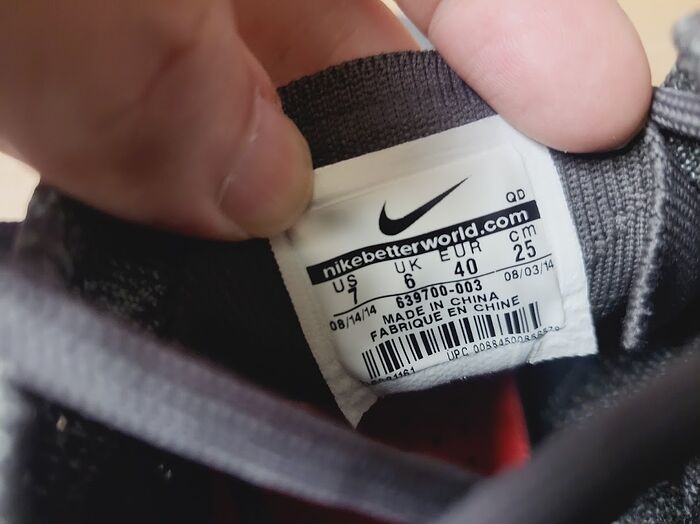 QD
nikebetterworld.com
US UK EUR cm
7 6 40 25
08/14/14 639700-003 08/03/14
MADE IN CHINA
FABRIQUE EN CHINE
UPC